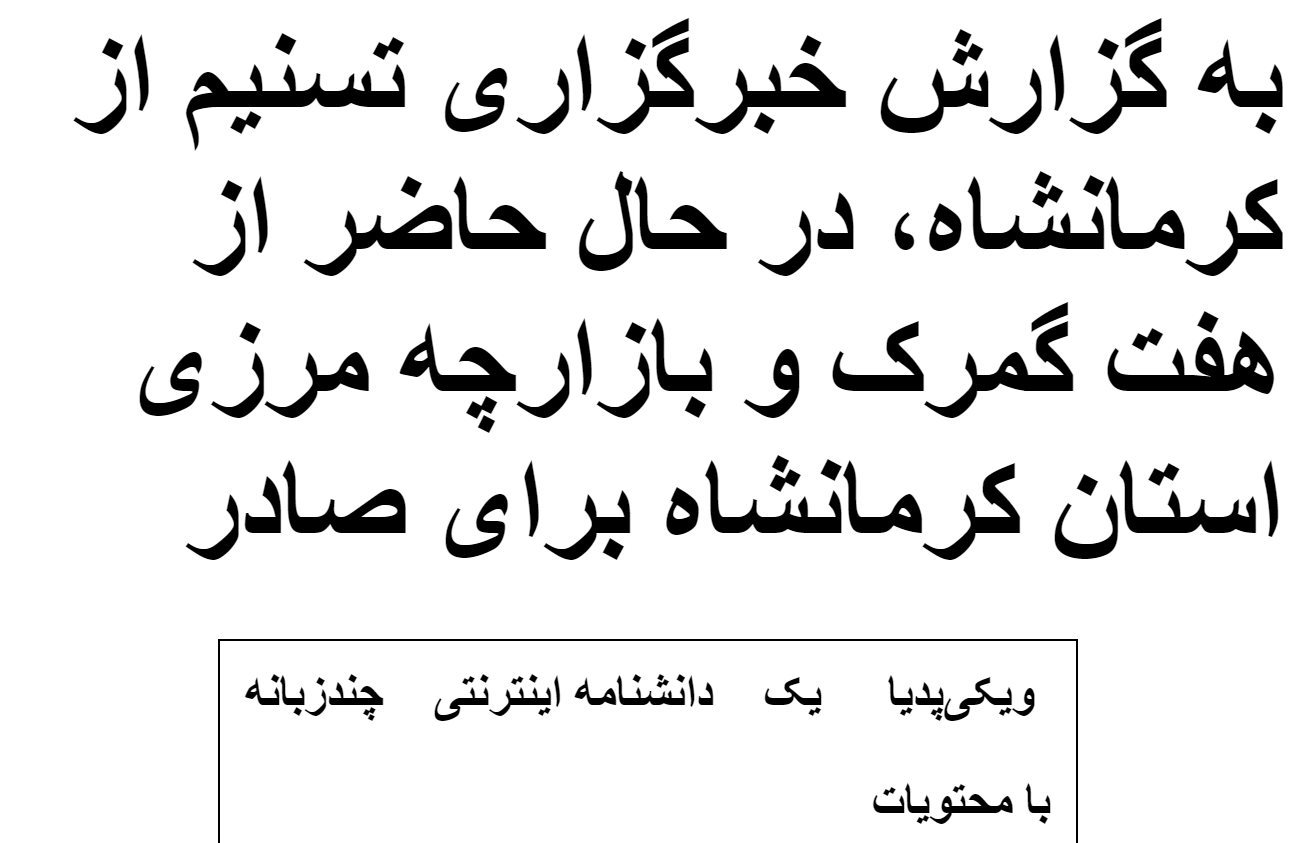 به گزارش خبرگزاری تسنیم از
کرمانشاه، در حال حاضر از
هفت گمرک و بازارچه مرزی
استان کرمانشاه برای صادر
ویکی‌پدیا یک دانشنامه اینترنتی چندزبانه
با محتویات